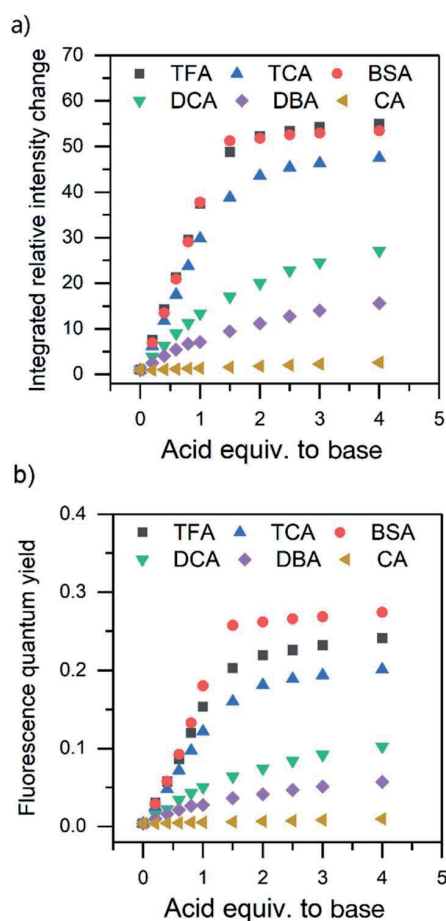 a)
70
60
50
40
30
20
10
0
Integrated relative intensity change
TFA TCA BSA
DCA DBA CA
0 1 2 3 4 5
Acid equiv. to base
b)
0.4
0.3
0.2
0.1
0.0
Fluorescence quantum yield
TFA TCA BSA
DCA DBA CA
0 1 2 3 4 5
Acid equiv. to base